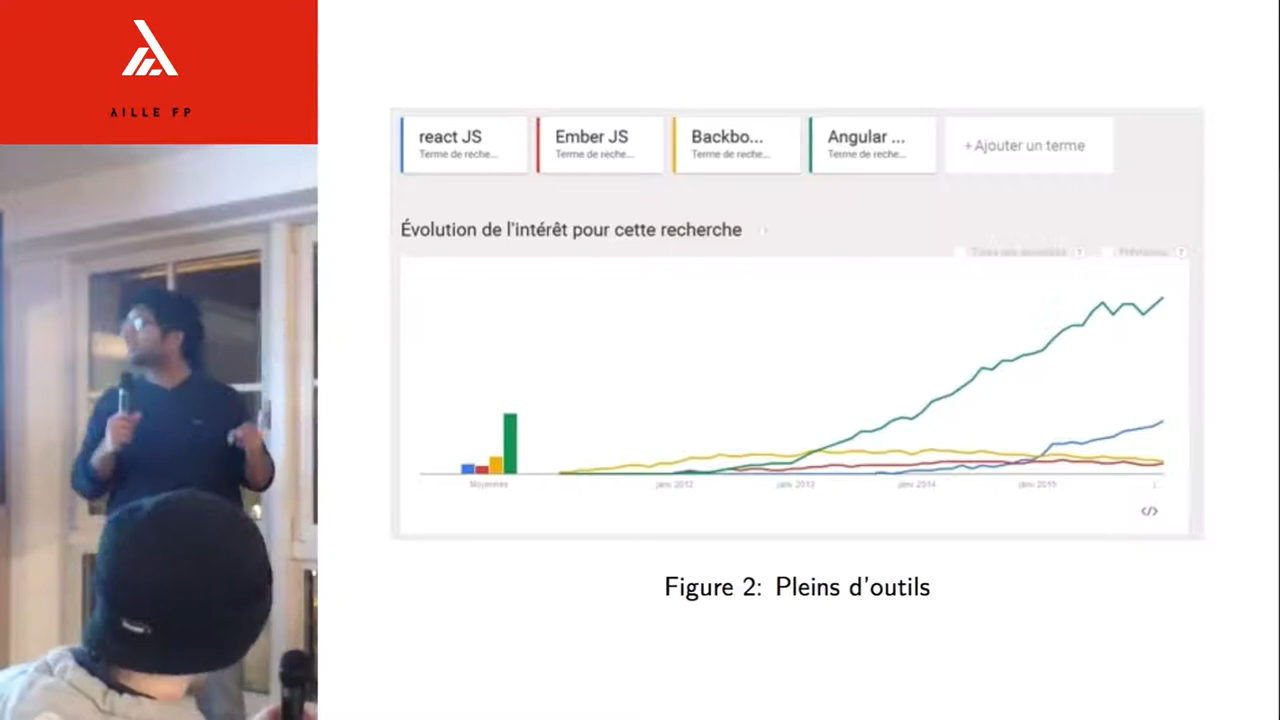 λILLE FP
react JS
Terme de reche...
Ember JS
Terme de reche...
Backbo...
Terme de reche...
Angular ...
Terme de reche...
+ Ajouter un terme
Évolution de l'intérêt pour cette recherche
?
?
Moyennes
janv 2012
janv 2013
janv 2014
janv 2015
</>
Figure 2: Pleins d'outils